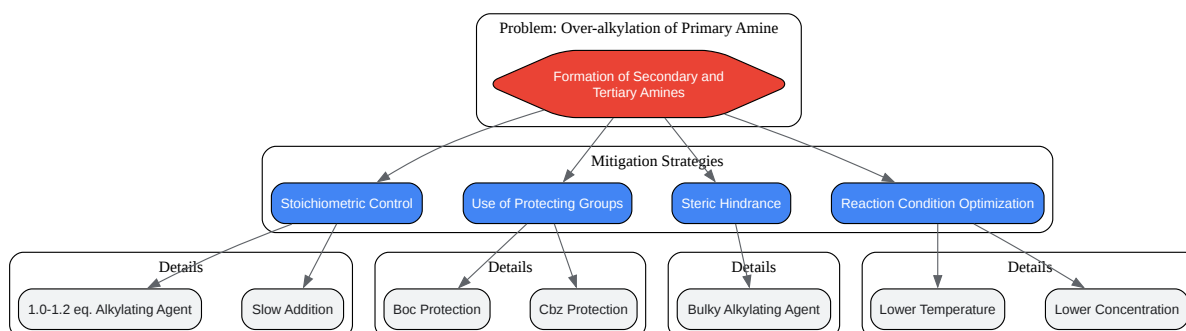 Problem: Over-alkylation of Primary Amine
Formation of Secondary and
Tertiary Amines
Mitigation Strategies
Stoichiometric Control
Use of Protecting Groups
Steric Hindrance
Reaction Condition Optimization
Details
Details
Details
Details
1.0-1.2 eq. Alkylating Agent
Slow Addition
Boc Protection
Cbz Protection
Bulky Alkylating Agent
Lower Temperature
Lower Concentration